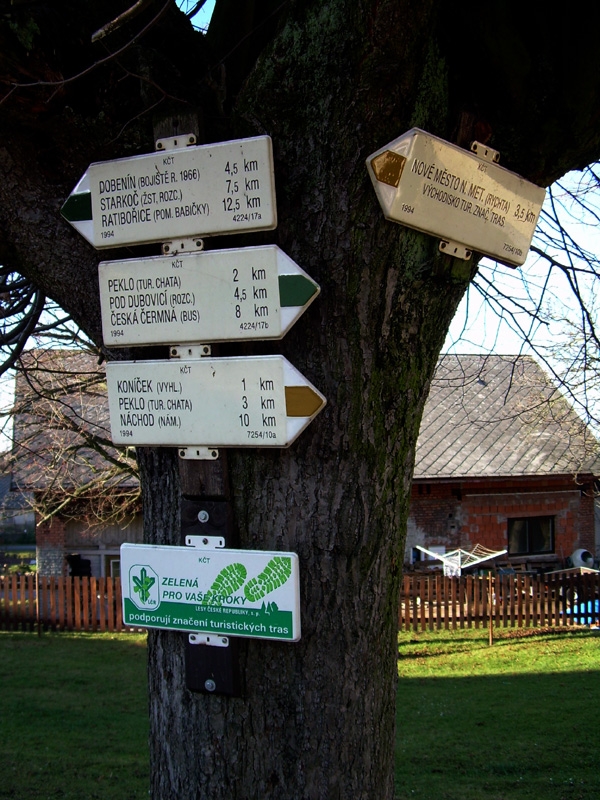 KČT
DOBENÍN (BOJIŠTĚ R. 1866) 4,5 km
STARKOČ (ŽST, ROZC.) 7,5 km
RATIBOŘICE (POM. BABIČKY) 12,5 km
1994 4224/17a
KČT
NOVÉ MĚSTO N. MET. (RYCHTA) 3,5 km
VÝCHODISKO TUR. ZNAČ. TRAS
1994 7254/10b
KČT
PEKLO (TUR. CHATA) 2 km
POD DUBOVICÍ (ROZC.) 4,5 km
ČESKÁ ČERMNÁ (BUS) 8 km
1994 4224/17b
KČT
KONÍČEK (VYHL.) 1 km
PEKLO (TUR. CHATA) 3 km
NÁCHOD (NÁM.) 10 km
1994 7254/10a
KČT
ZELENÁ
PRO VAŠE KROKY
LESY ČESKÉ REPUBLIKY, s. p.
LČR
podporují značení turistických tras